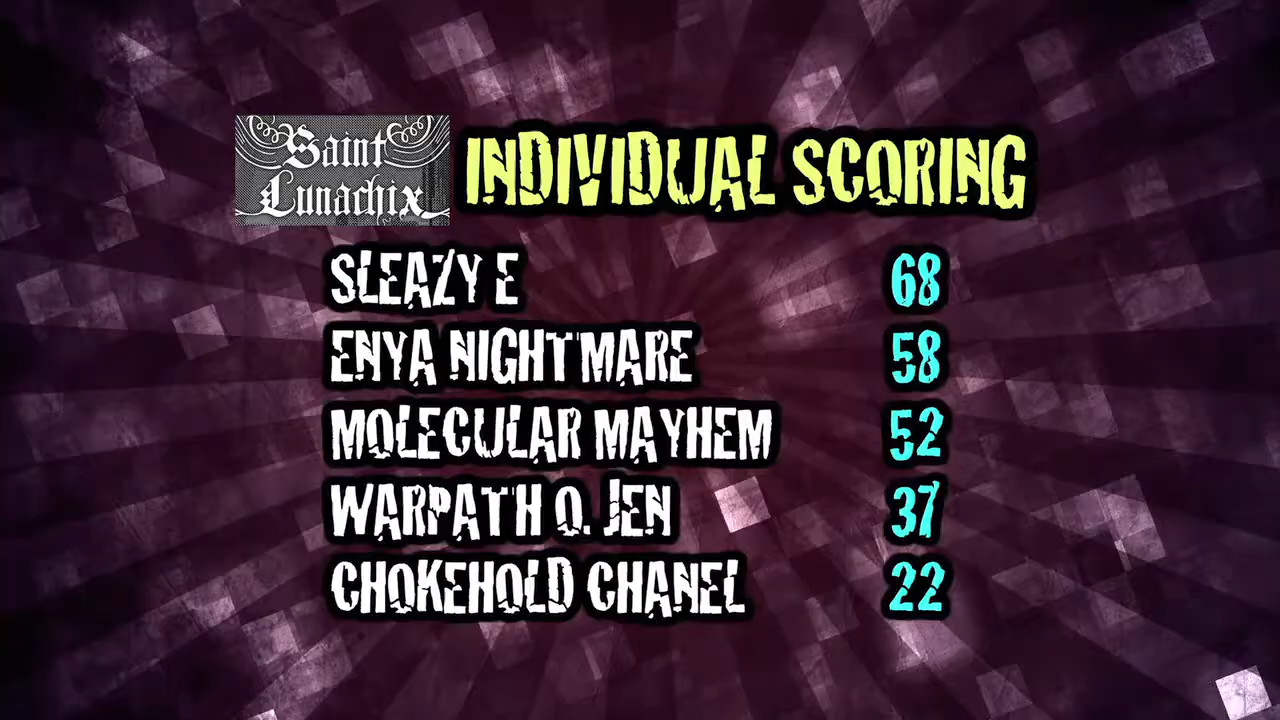 Saint
Lunachix
INDIVIDUAL SCORING
SLEAZY E 68
ENYA NIGHTMARE 58
MOLECULAR MAYHEM 52
WARPATH O. JEN 37
CHOKEHOLD CHANEL 22